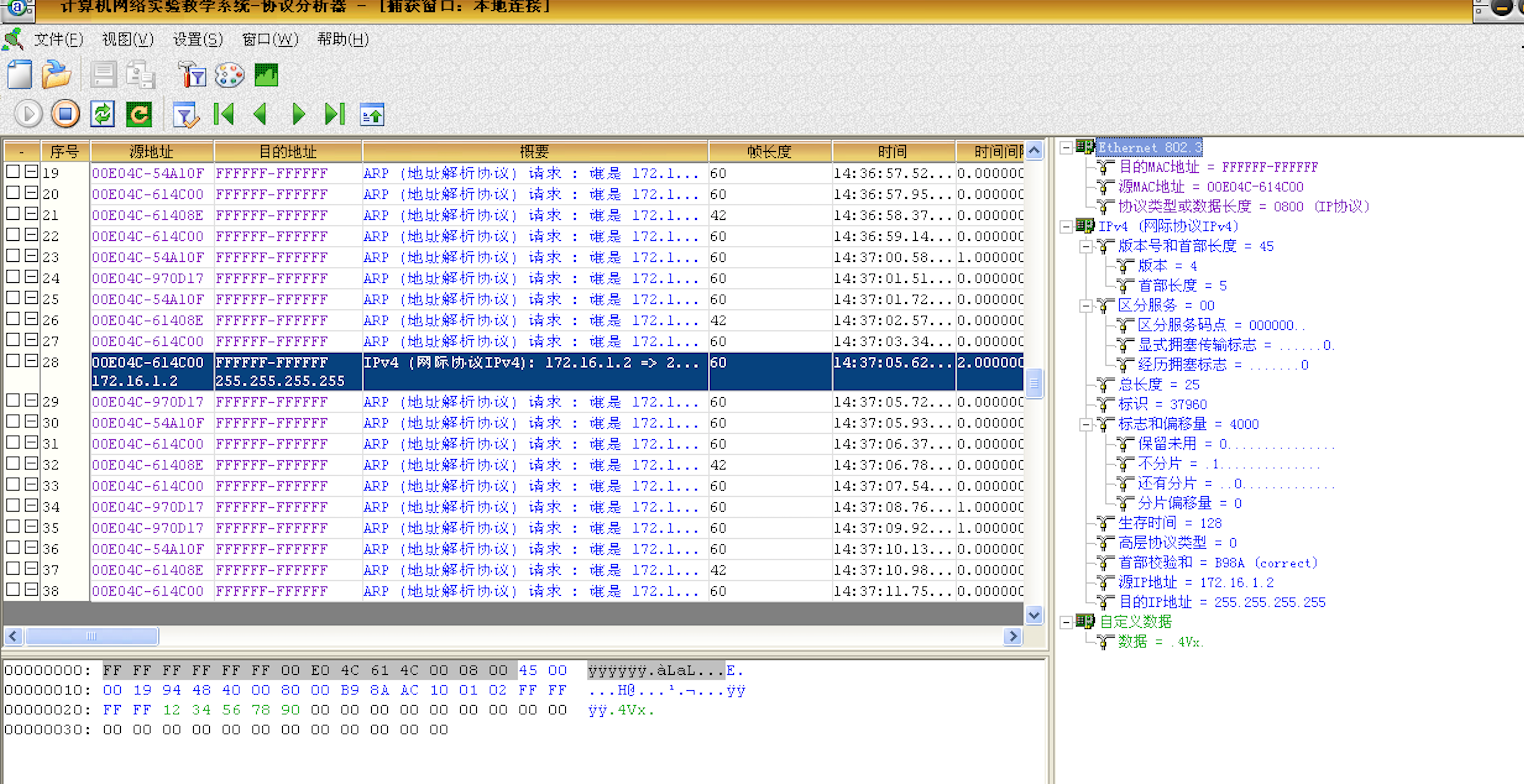 计算机网络实验教学系统-协议分析器 - [捕获窗口: 本地连接]
文件(F) 视图(V) 设置(S) 窗口(W) 帮助(H)
- 序号 源地址 目的地址 概要 帧长度 时间 时间间
19 00E04C-54A10F FFFFFF-FFFFFF ARP (地址解析协议) 请求 : 谁是 172.1... 60 14:36:57.52... 0.000000
20 00E04C-614C00 FFFFFF-FFFFFF ARP (地址解析协议) 请求 : 谁是 172.1... 60 14:36:57.95... 0.000000
21 00E04C-61408E FFFFFF-FFFFFF ARP (地址解析协议) 请求 : 谁是 172.1... 42 14:36:58.37... 0.000000
22 00E04C-614C00 FFFFFF-FFFFFF ARP (地址解析协议) 请求 : 谁是 172.1... 60 14:36:59.14... 0.000000
23 00E04C-54A10F FFFFFF-FFFFFF ARP (地址解析协议) 请求 : 谁是 172.1... 60 14:37:00.58... 1.000000
24 00E04C-970D17 FFFFFF-FFFFFF ARP (地址解析协议) 请求 : 谁是 172.1... 60 14:37:01.51... 0.000000
25 00E04C-54A10F FFFFFF-FFFFFF ARP (地址解析协议) 请求 : 谁是 172.1... 60 14:37:01.72... 0.000000
26 00E04C-61408E FFFFFF-FFFFFF ARP (地址解析协议) 请求 : 谁是 172.1... 42 14:37:02.57... 0.000000
27 00E04C-614C00 FFFFFF-FFFFFF ARP (地址解析协议) 请求 : 谁是 172.1... 60 14:37:03.34... 0.000000
28 00E04C-614C00 FFFFFF-FFFFFF IPv4 (网际协议IPv4): 172.16.1.2 => 2... 60 14:37:05.62... 2.000000
172.16.1.2 255.255.255.255
29 00E04C-970D17 FFFFFF-FFFFFF ARP (地址解析协议) 请求 : 谁是 172.1... 60 14:37:05.72... 0.000000
30 00E04C-54A10F FFFFFF-FFFFFF ARP (地址解析协议) 请求 : 谁是 172.1... 60 14:37:05.93... 0.000000
31 00E04C-614C00 FFFFFF-FFFFFF ARP (地址解析协议) 请求 : 谁是 172.1... 60 14:37:06.37... 0.000000
32 00E04C-61408E FFFFFF-FFFFFF ARP (地址解析协议) 请求 : 谁是 172.1... 42 14:37:06.78... 0.000000
33 00E04C-614C00 FFFFFF-FFFFFF ARP (地址解析协议) 请求 : 谁是 172.1... 60 14:37:07.54... 0.000000
34 00E04C-970D17 FFFFFF-FFFFFF ARP (地址解析协议) 请求 : 谁是 172.1... 60 14:37:08.76... 1.000000
35 00E04C-970D17 FFFFFF-FFFFFF ARP (地址解析协议) 请求 : 谁是 172.1... 60 14:37:09.92... 1.000000
36 00E04C-54A10F FFFFFF-FFFFFF ARP (地址解析协议) 请求 : 谁是 172.1... 60 14:37:10.13... 0.000000
37 00E04C-61408E FFFFFF-FFFFFF ARP (地址解析协议) 请求 : 谁是 172.1... 42 14:37:10.98... 0.000000
38 00E04C-614C00 FFFFFF-FFFFFF ARP (地址解析协议) 请求 : 谁是 172.1... 60 14:37:11.75... 0.000000
00000000: FF FF FF FF FF FF 00 E0 4C 61 4C 00 08 00 45 00 ÿÿÿÿÿÿ.àLaL...E.
00000010: 00 19 94 48 40 00 80 00 B9 8A AC 10 01 02 FF FF ...H@...¹.¬...ÿÿ
00000020: FF FF 12 34 56 78 90 00 00 00 00 00 00 00 00 00 ÿÿ.4Vx.
00000030: 00 00 00 00 00 00 00 00 00 00 00 00
Ethernet 802.3
目的MAC地址 = FFFFFF-FFFFFF
源MAC地址 = 00E04C-614C00
协议类型或数据长度 = 0800 (IP协议)
IPv4 (网际协议IPv4)
版本号和首部长度 = 45
版本 = 4
首部长度 = 5
区分服务 = 00
区分服务码点 = 000000..
显式拥塞传输标志 = ......0.
经历拥塞标志 = .......0
总长度 = 25
标识 = 37960
标志和偏移量 = 4000
保留未用 = 0...............
不分片 = .1..............
还有分片 = ..0.............
分片偏移量 = 0
生存时间 = 128
高层协议类型 = 0
首部校验和 = B98A (correct)
源IP地址 = 172.16.1.2
目的IP地址 = 255.255.255.255
自定义数据
数据 = .4Vx.